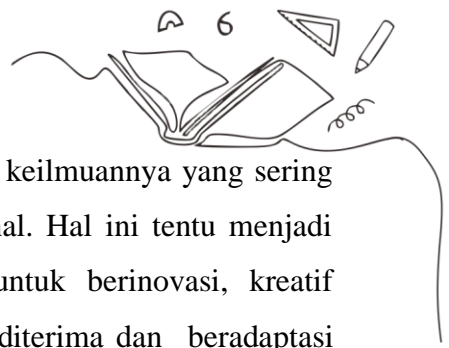 6
keilmuannya yang sering
al. Hal ini tentu menjadi
untuk berinovasi, kreatif
diterima dan beradaptasi